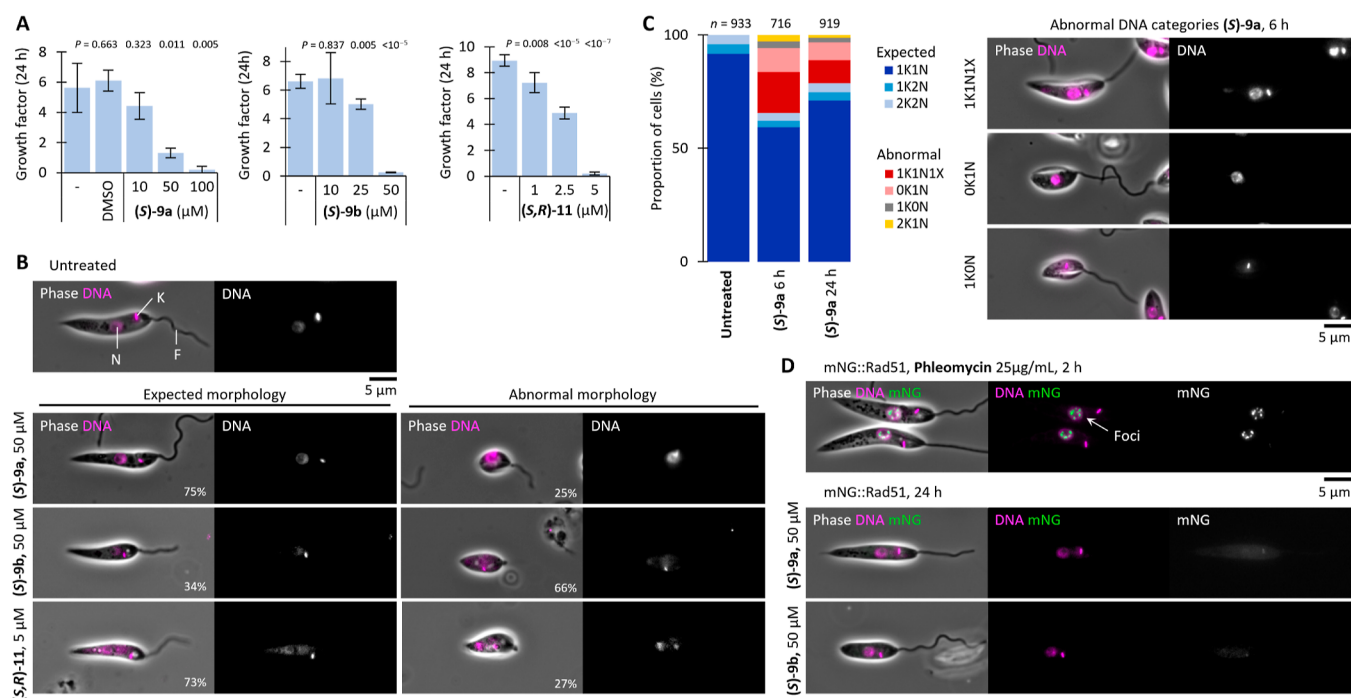 A
P = 0.663 0.323 0.011 0.005
Growth factor (24 h)
8
6
4
2
0
- DMSO 10 50 100
(S)-9a (μM)
P = 0.837 0.005 <10⁻⁵
Growth factor (24h)
8
6
4
2
0
- 10 25 50
(S)-9b (μM)
P = 0.008 <10⁻⁵ <10⁻⁷
Growth factor (24 h)
10
8
6
4
2
0
- 1 2.5 5
(S,R)-11 (μM)
B
Untreated
Phase DNA
K
N
F
DNA
5 μm
Expected morphology
Abnormal morphology
(S)-9a, 50 μM
Phase DNA
DNA
Phase DNA
DNA
75%
25%
(S)-9b, 50 μM
34%
66%
(S,R)-11, 5 μM
73%
27%
C
n = 933 716 919
Proportion of cells (%)
100
50
0
Untreated
(S)-9a 6 h
(S)-9a 24 h
Expected
1K1N
1K2N
2K2N
Abnormal
1K1N1X
0K1N
1K0N
2K1N
Abnormal DNA categories (S)-9a, 6 h
Phase DNA
DNA
1K1N1X
0K1N
1K0N
5 μm
D
mNG::Rad51, Phleomycin 25μg/mL, 2 h
Phase DNA mNG
DNA mNG
mNG
Foci
5 μm
mNG::Rad51, 24 h
Phase DNA mNG
DNA mNG
mNG
(S)-9a, 50 μM
(S)-9b, 50 μM